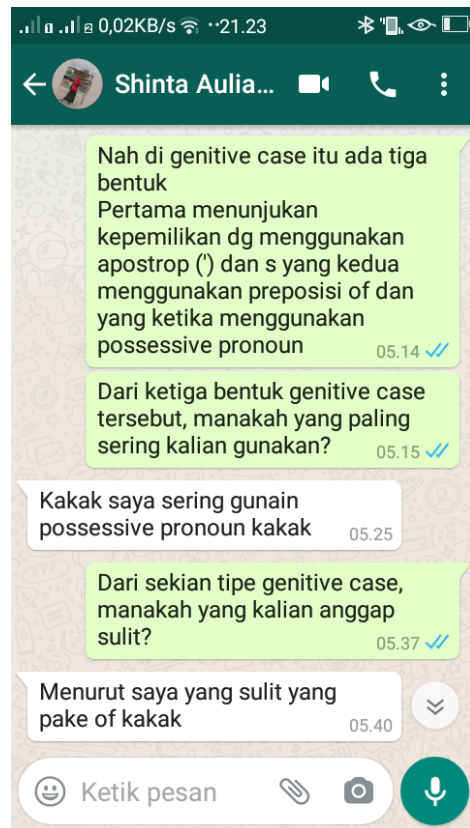 0,02KB/s 21.23
Shinta Aulia...
Nah di genitive case itu ada tiga
bentuk
Pertama menunjukan
kepemilikan dg menggunakan
apostrop (') dan s yang kedua
menggunakan preposisi of dan
yang ketika menggunakan
possessive pronoun
05.14
Dari ketiga bentuk genitive case
tersebut, manakah yang paling
sering kalian gunakan?
05.15
Kakak saya sering gunain
possessive pronoun kakak
05.25
Dari sekian tipe genitive case,
manakah yang kalian anggap
sulit?
05.37
Menurut saya yang sulit yang
pake of kakak
05.40
Ketik pesan